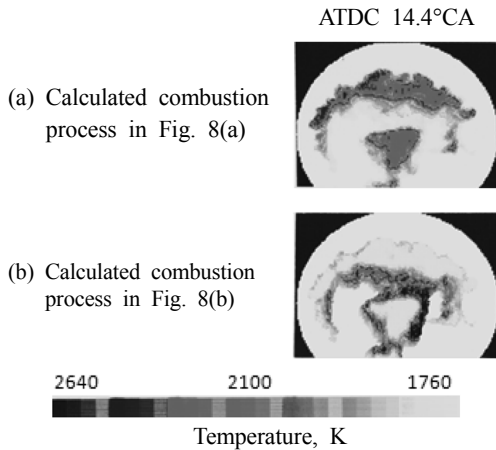 ATDC 14.4°CA
(a) Calculated combustion
process in Fig. 8(a)
(b) Calculated combustion
process in Fig. 8(b)
2640 2100 1760
Temperature, K